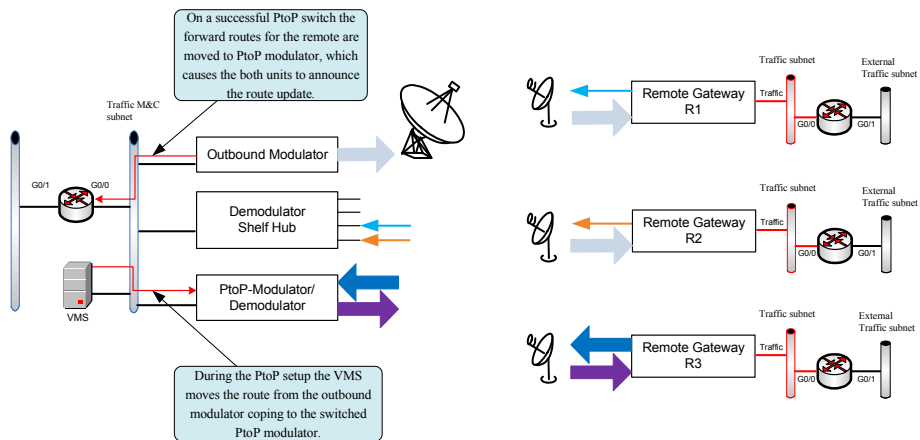 On a successful PtoP switch the
forward routes for the remote are
moved to PtoP modulator, which
causes the both units to announce
the route update.
Traffic M&C
subnet
Outbound Modulator
G0/1
G0/0
Demodulator
Shelf Hub
VMS
PtoP-Modulator/
Demodulator
During the PtoP setup the VMS
moves the route from the outbound
modulator coping to the switched
PtoP modulator.
Traffic subnet
External
Traffic subnet
Remote Gateway
R1
Traffic
G0/0
G0/1
Traffic subnet
External
Traffic subnet
Remote Gateway
R2
Traffic
G0/0
G0/1
Traffic subnet
External
Traffic subnet
Remote Gateway
R3
Traffic
G0/0
G0/1